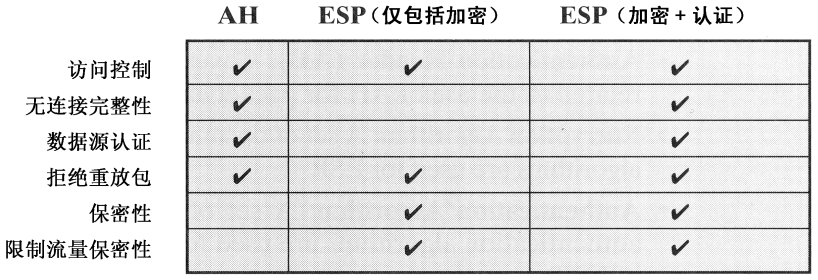 AH ESP(仅包括加密) ESP(加密+认证)
访问控制 ✔ ✔ ✔
无连接完整性 ✔ ✔
数据源认证 ✔ ✔
拒绝重放包 ✔ ✔ ✔
保密性 ✔ ✔
限制流量保密性 ✔ ✔